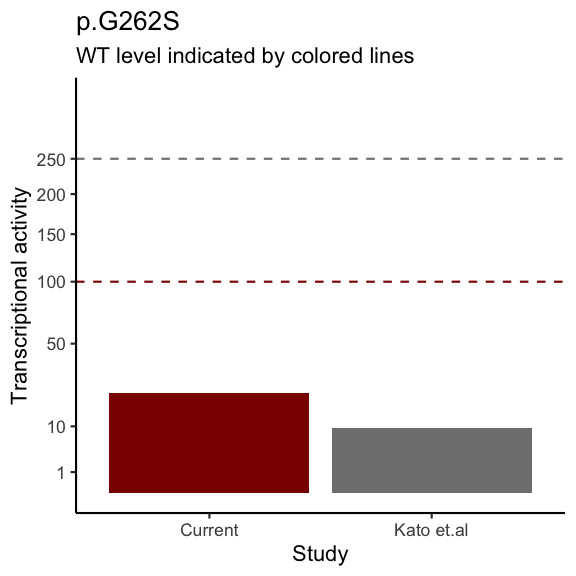 p.G262S
WT level indicated by colored lines
250
200
150
100
50
10
1
Transcriptional activity
Current
Kato et.al
Study